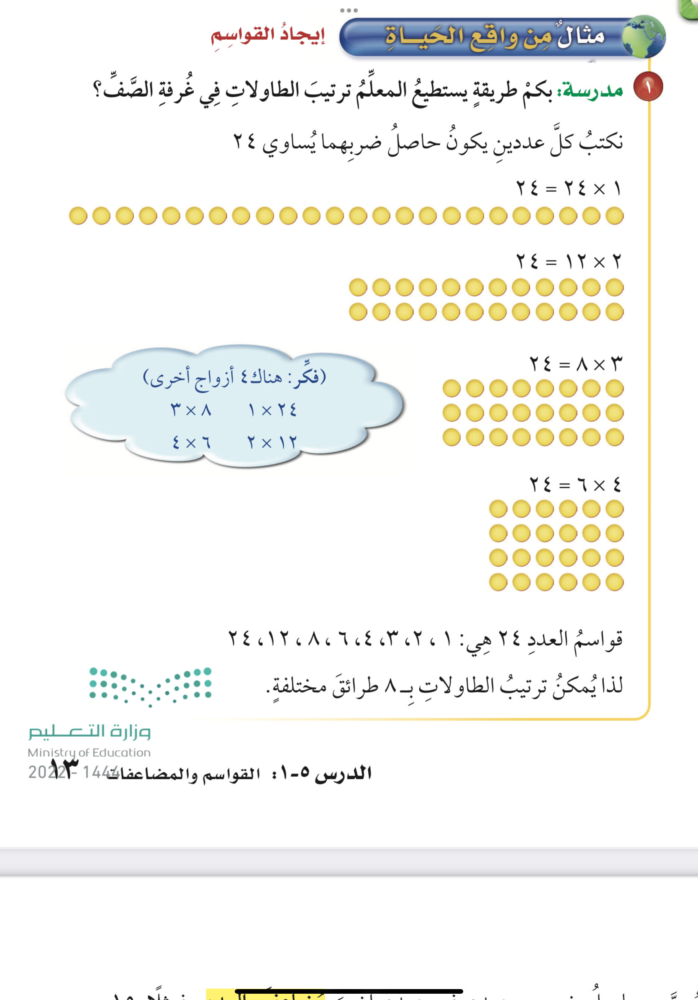 مثالٌ مِن واقِع الحَيـاةِ إيجادُ القواسِمِ
١ مدرسة: بكمْ طريقةٍ يستطيعُ المعلِّمُ ترتيبَ الطاولاتِ فِي غُرفةِ الصَّفِّ؟
نكتبُ كلَّ عددينِ يكونُ حاصلُ ضربِهما يُساوي ٢٤
١ × ٢٤ = ٢٤
٢ × ١٢ = ٢٤
٣ × ٨ = ٢٤
(فكِّر: هناك ٤ أزواج أخرى)
٢٤ × ١ ٨ × ٣
١٢ × ٢ ٦ × ٤
٤ × ٦ = ٢٤
قواسمُ العددِ ٢٤ هِي: ١ ، ٢، ٣، ٤، ٦ ، ٨ ، ١٢، ٢٤
لذا يُمكنُ ترتيبُ الطاولاتِ بِـ ٨ طرائقَ مختلفةٍ.
وزارة التعـــليم
Ministry of Education
2022 - 1444
الدرس ٥-١: القواسم والمضاعفات ١٣